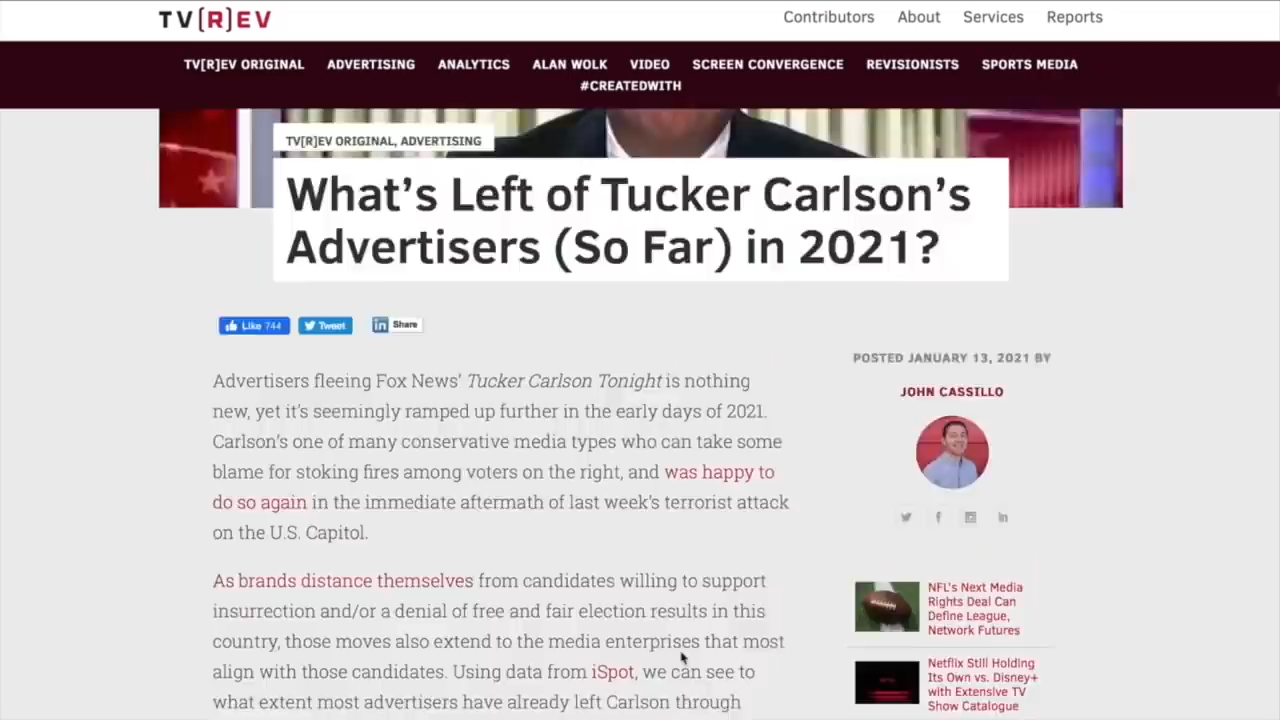 TV[R]EV
Contributors About Services Reports
TV[R]EV ORIGINAL ADVERTISING ANALYTICS ALAN WOLK VIDEO SCREEN CONVERGENCE REVISIONISTS SPORTS MEDIA
#CREATEDWITH
TV[R]EV ORIGINAL, ADVERTISING
What's Left of Tucker Carlson's
Advertisers (So Far) in 2021?
Like 744 Tweet in Share
Advertisers fleeing Fox News' Tucker Carlson Tonight is nothing
new, yet it's seemingly ramped up further in the early days of 2021.
Carlson's one of many conservative media types who can take some
blame for stoking fires among voters on the right, and was happy to
do so again in the immediate aftermath of last week's terrorist attack
on the U.S. Capitol.
As brands distance themselves from candidates willing to support
insurrection and/or a denial of free and fair election results in this
country, those moves also extend to the media enterprises that most
align with those candidates. Using data from iSpot, we can see to
what extent most advertisers have already left Carlson through
POSTED JANUARY 13, 2021 BY
JOHN CASSILLO
NFL's Next Media
Rights Deal Can
Define League,
Network Futures
Netflix Still Holding
Its Own vs. Disney+
with Extensive TV
Show Catalogue